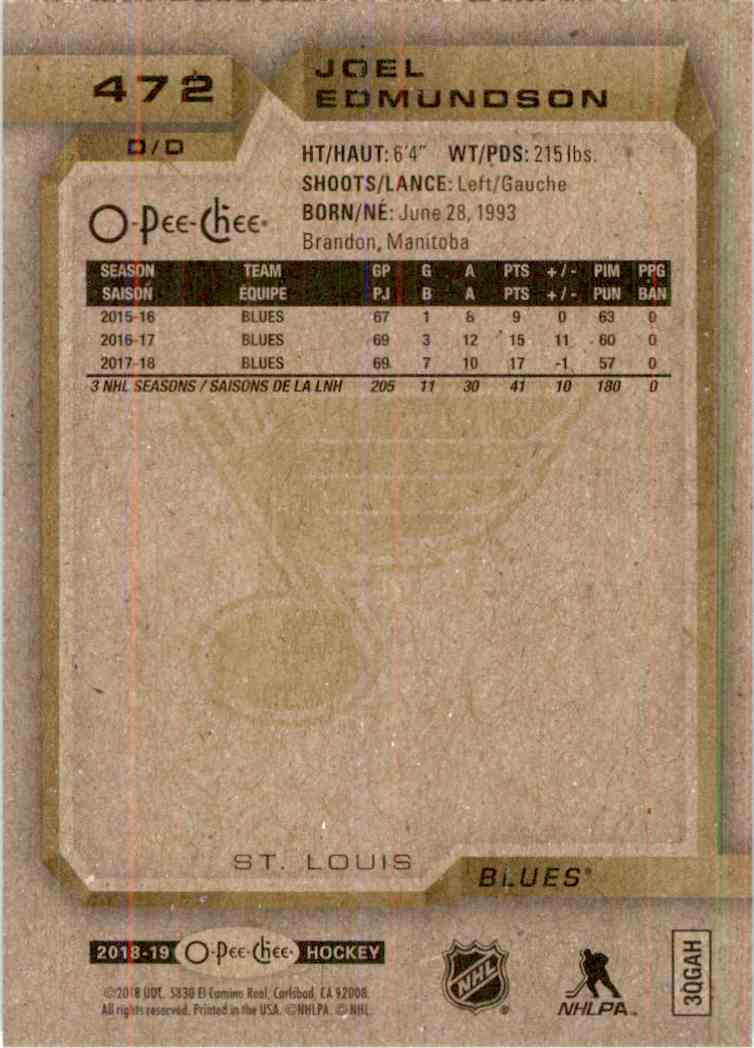 472
JOEL
EDMUNDSON
D/D
HT/HAUT: 6'4" WT/PDS: 215 lbs.
SHOOTS/LANCE: Left/Gauche
BORN/NÉ: June 28, 1993
Brandon, Manitoba
O-Pee-Chee
SEASON TEAM GP G A PTS +/- PIM PPG
SAISON ÉQUIPE PJ B A PTS +/- PUN BAN
2015-16 BLUES 67 1 8 9 0 63 0
2016-17 BLUES 69 3 12 15 11 60 0
2017-18 BLUES 69 7 10 17 -1 57 0
3 NHL SEASONS / SAISONS DE LA LNH 205 11 30 41 10 180 0
ST. LOUIS
BLUES
2018-19 O-Pee-Chee HOCKEY
©2018 UDC. 5830 El Camino Real, Carlsbad, CA 92008.
All rights reserved. Printed in the USA. ©NHLPA. ©NHL.
NHL
NHLPA
3QGAH